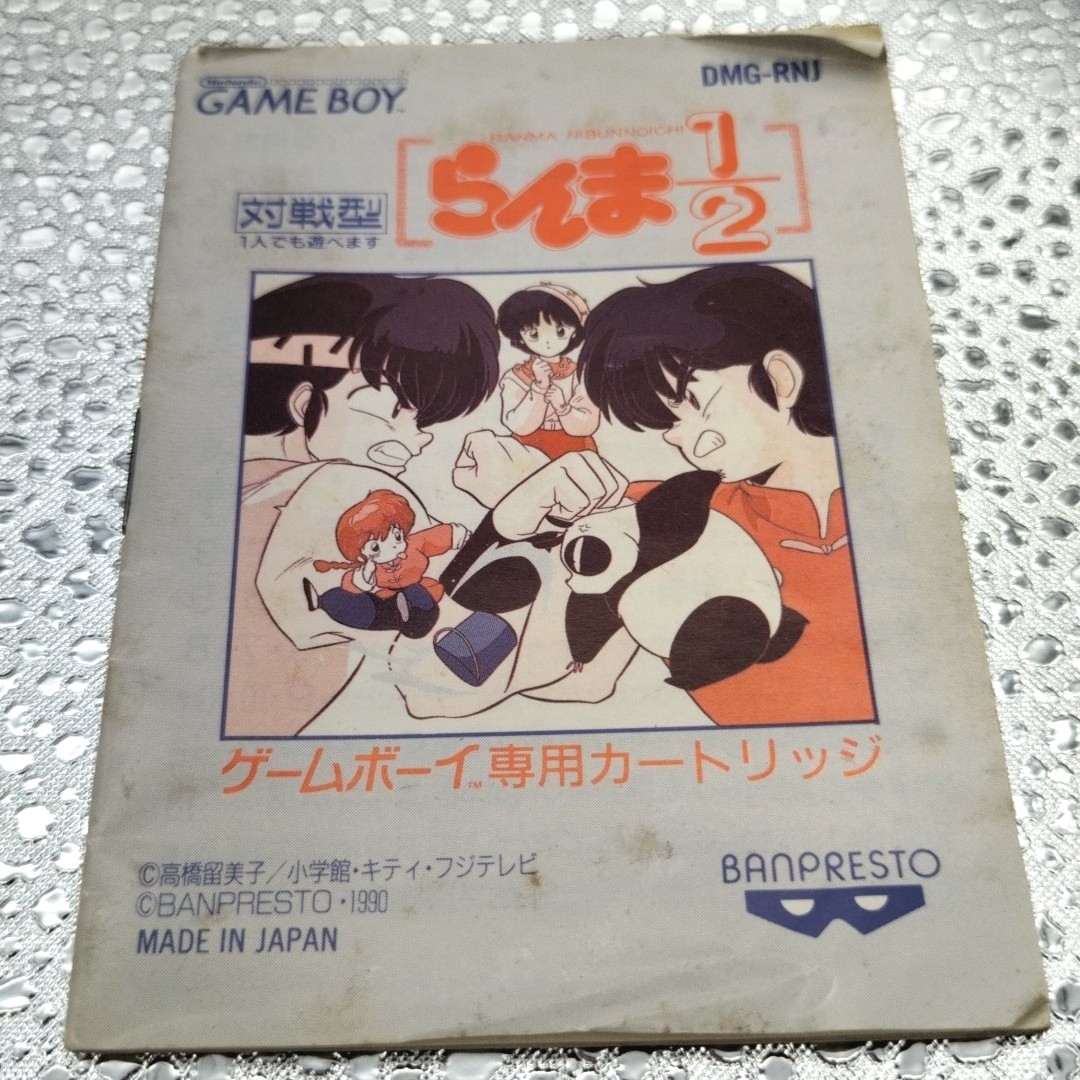 Nintendo
GAME BOY™
DMG-RNJ
RANMA NIBUNNOICHI
らんま1/2
対戦型
1人でも遊べます
ゲームボーイ™専用カートリッジ
©高橋留美子/小学館・キティ・フジテレビ
©BANPRESTO・1990
MADE IN JAPAN
BANPRESTO